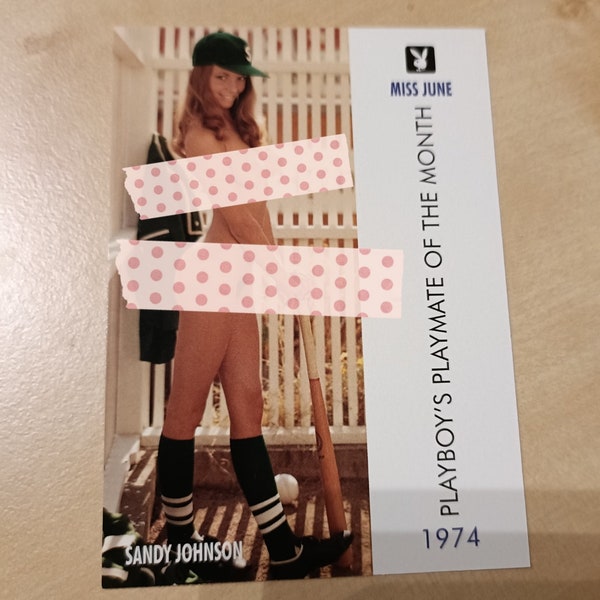 MISS JUNE
PLAYBOY'S PLAYMATE OF THE MONTH
1974
SANDY JOHNSON